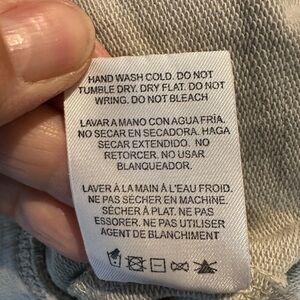 HAND WASH COLD. DO NOT
TUMBLE DRY. DRY FLAT. DO NOT
WRING. DO NOT BLEACH
LAVAR A MANO CON AGUA FRÍA.
NO SECAR EN SECADORA. HAGA
SECAR EXTENDIDO. NO
RETORCER. NO USAR
BLANQUEADOR.
LAVER À LA MAIN À L'EAU FROID.
NE PAS SÉCHER EN MACHINE.
SÉCHER À PLAT. NE PAS
ESSORER. NE PAS UTILISER
AGENT DE BLANCHIMENT